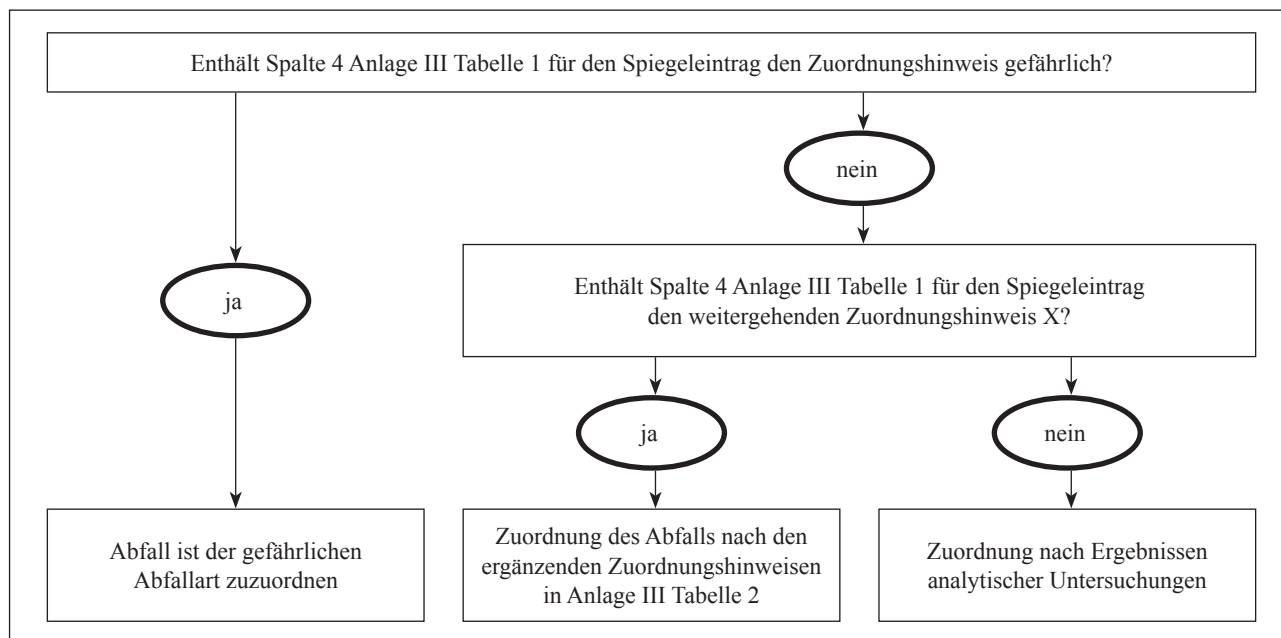 Enthält Spalte 4 Anlage III Tabelle 1 für den Spiegeleintrag den Zuordnungshinweis gefährlich?
nein
ja
Enthält Spalte 4 Anlage III Tabelle 1 für den Spiegeleintrag
den weitergehenden Zuordnungshinweis X?
ja
nein
Abfall ist der gefährlichen
Abfallart zuzuordnen
Zuordnung des Abfalls nach den
ergänzenden Zuordnungshinweisen
in Anlage III Tabelle 2
Zuordnung nach Ergebnissen
analytischer Untersuchungen